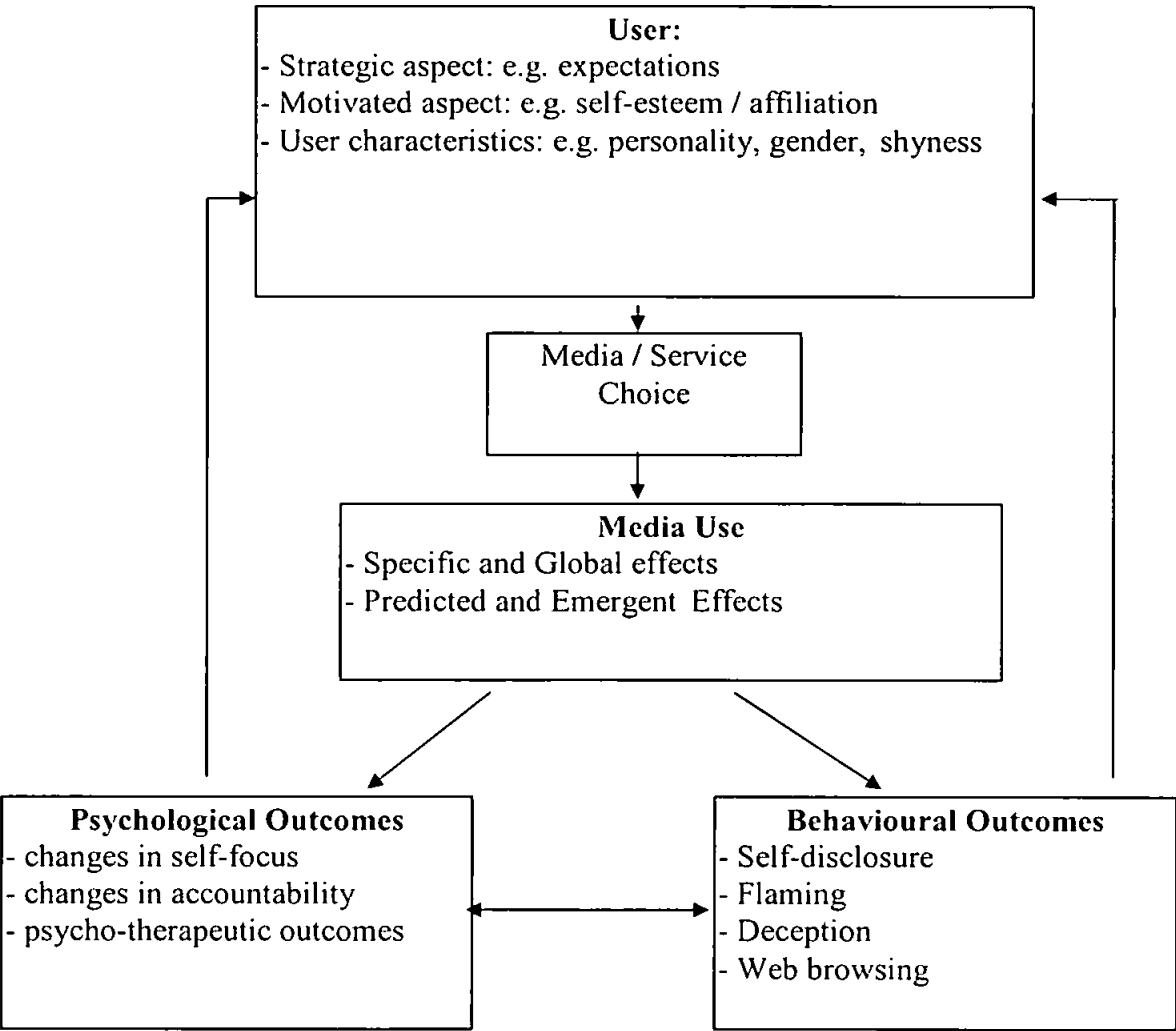 User:
- Strategic aspect: e.g. expectations
- Motivated aspect: e.g. self-esteem / affiliation
- User characteristics: e.g. personality, gender, shyness
Media / Service
Choice
Media Use
- Specific and Global effects
- Predicted and Emergent Effects
Psychological Outcomes
- changes in self-focus
- changes in accountability
- psycho-therapeutic outcomes
Behavioural Outcomes
- Self-disclosure
- Flaming
- Deception
- Web browsing